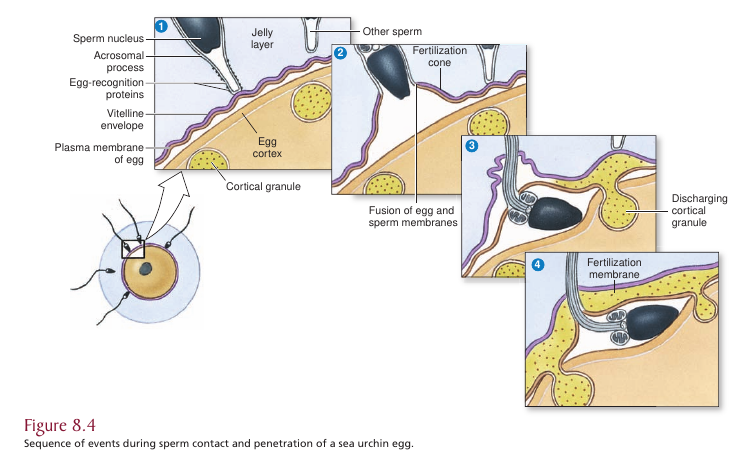 1
Sperm nucleus
Acrosomal
process
Egg-recognition
proteins
Vitelline
envelope
Plasma membrane
of egg
Jelly
layer
Other sperm
Egg
cortex
Cortical granule
2
Fertilization
cone
Fusion of egg and
sperm membranes
3
Discharging
cortical
granule
4
Fertilization
membrane
Figure 8.4
Sequence of events during sperm contact and penetration of a sea urchin egg.